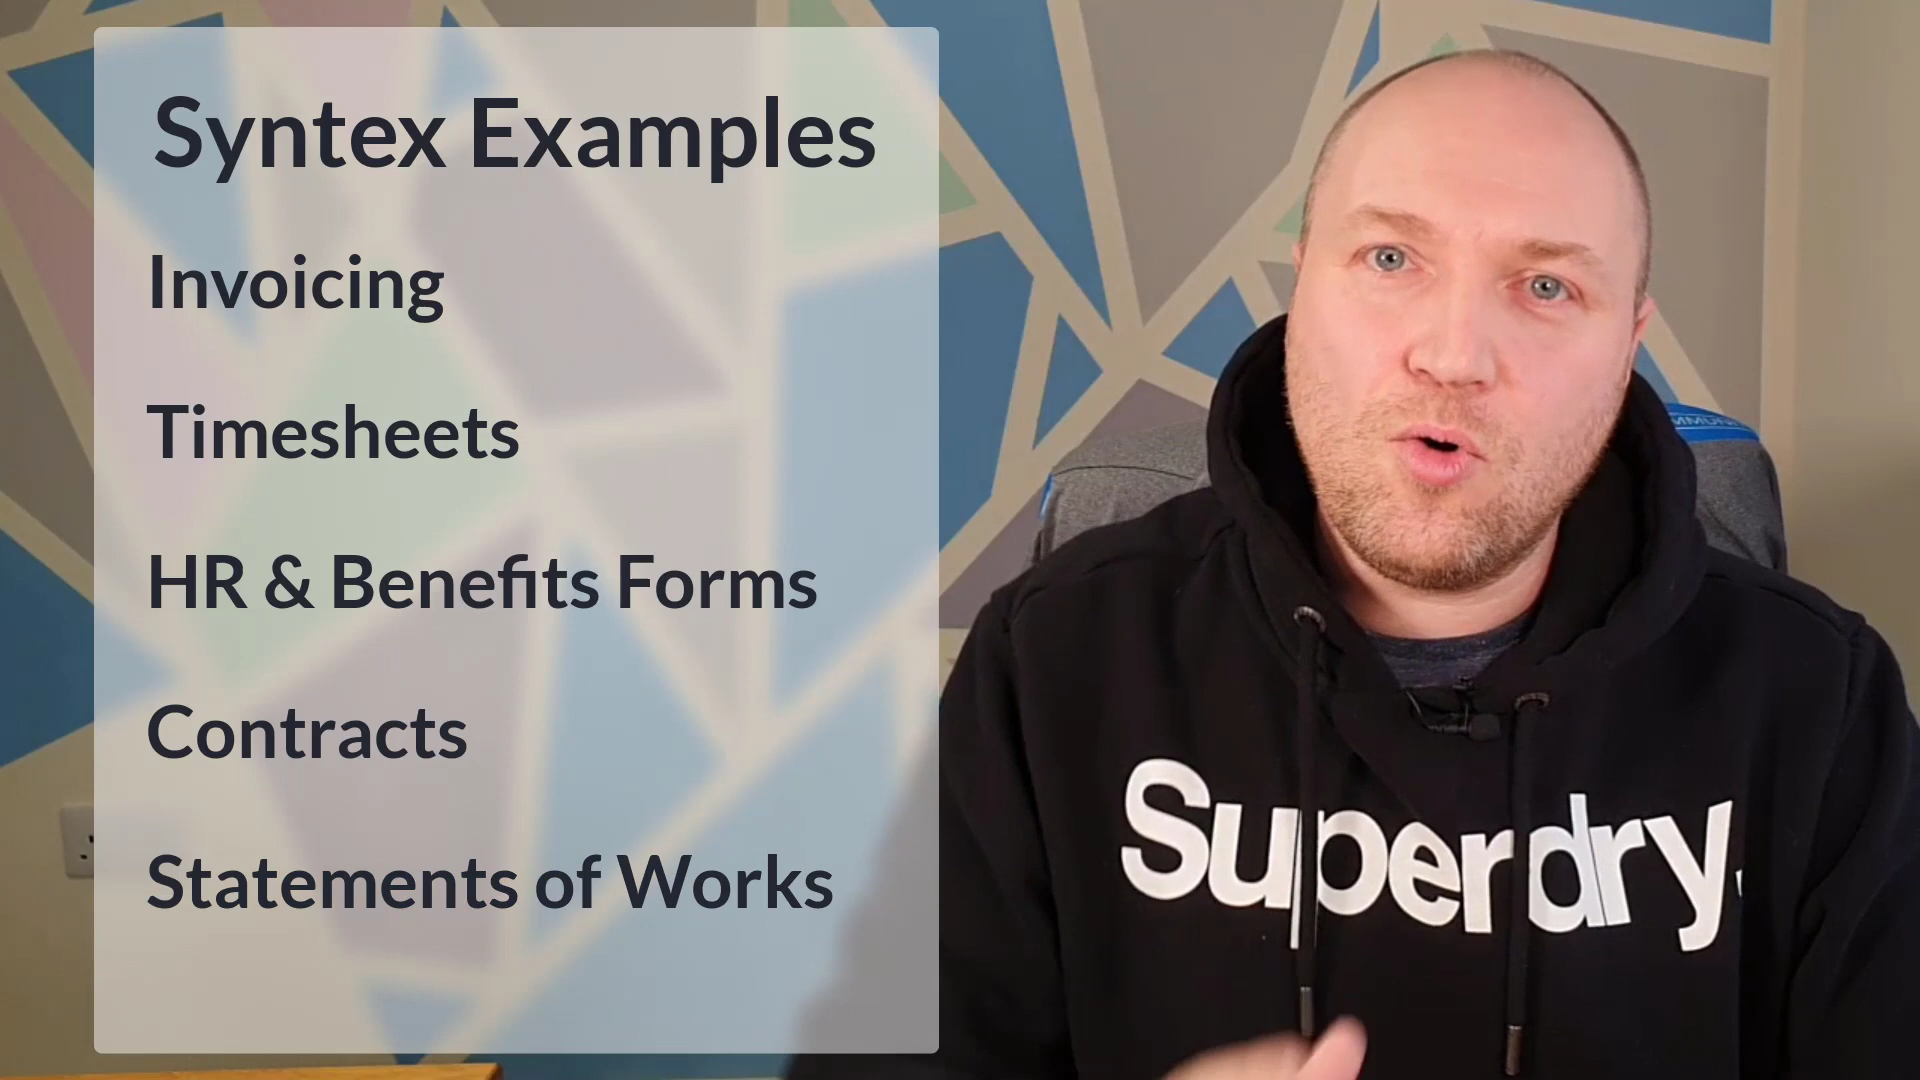 Syntex Examples
Invoicing
Timesheets
HR & Benefits Forms
Contracts
Statements of Works
Superdry.